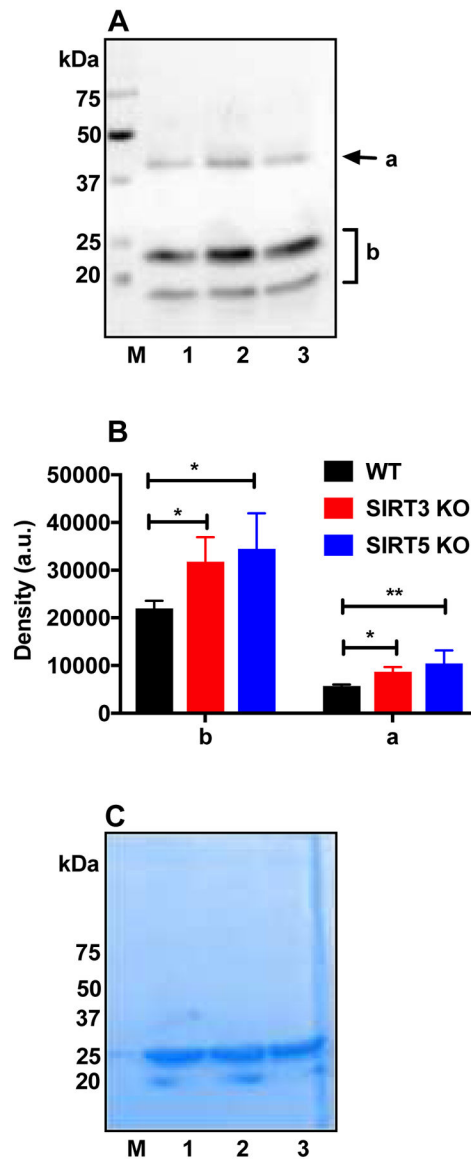 A
kDa
75
50
37
25
20
a
b
M 1 2 3
B
50000
40000
30000
20000
10000
0
Density (a.u.)
* *
WT
SIRT3 KO
SIRT5 KO
**
*
b a
C
kDa
75
50
37
25
20
M 1 2 3